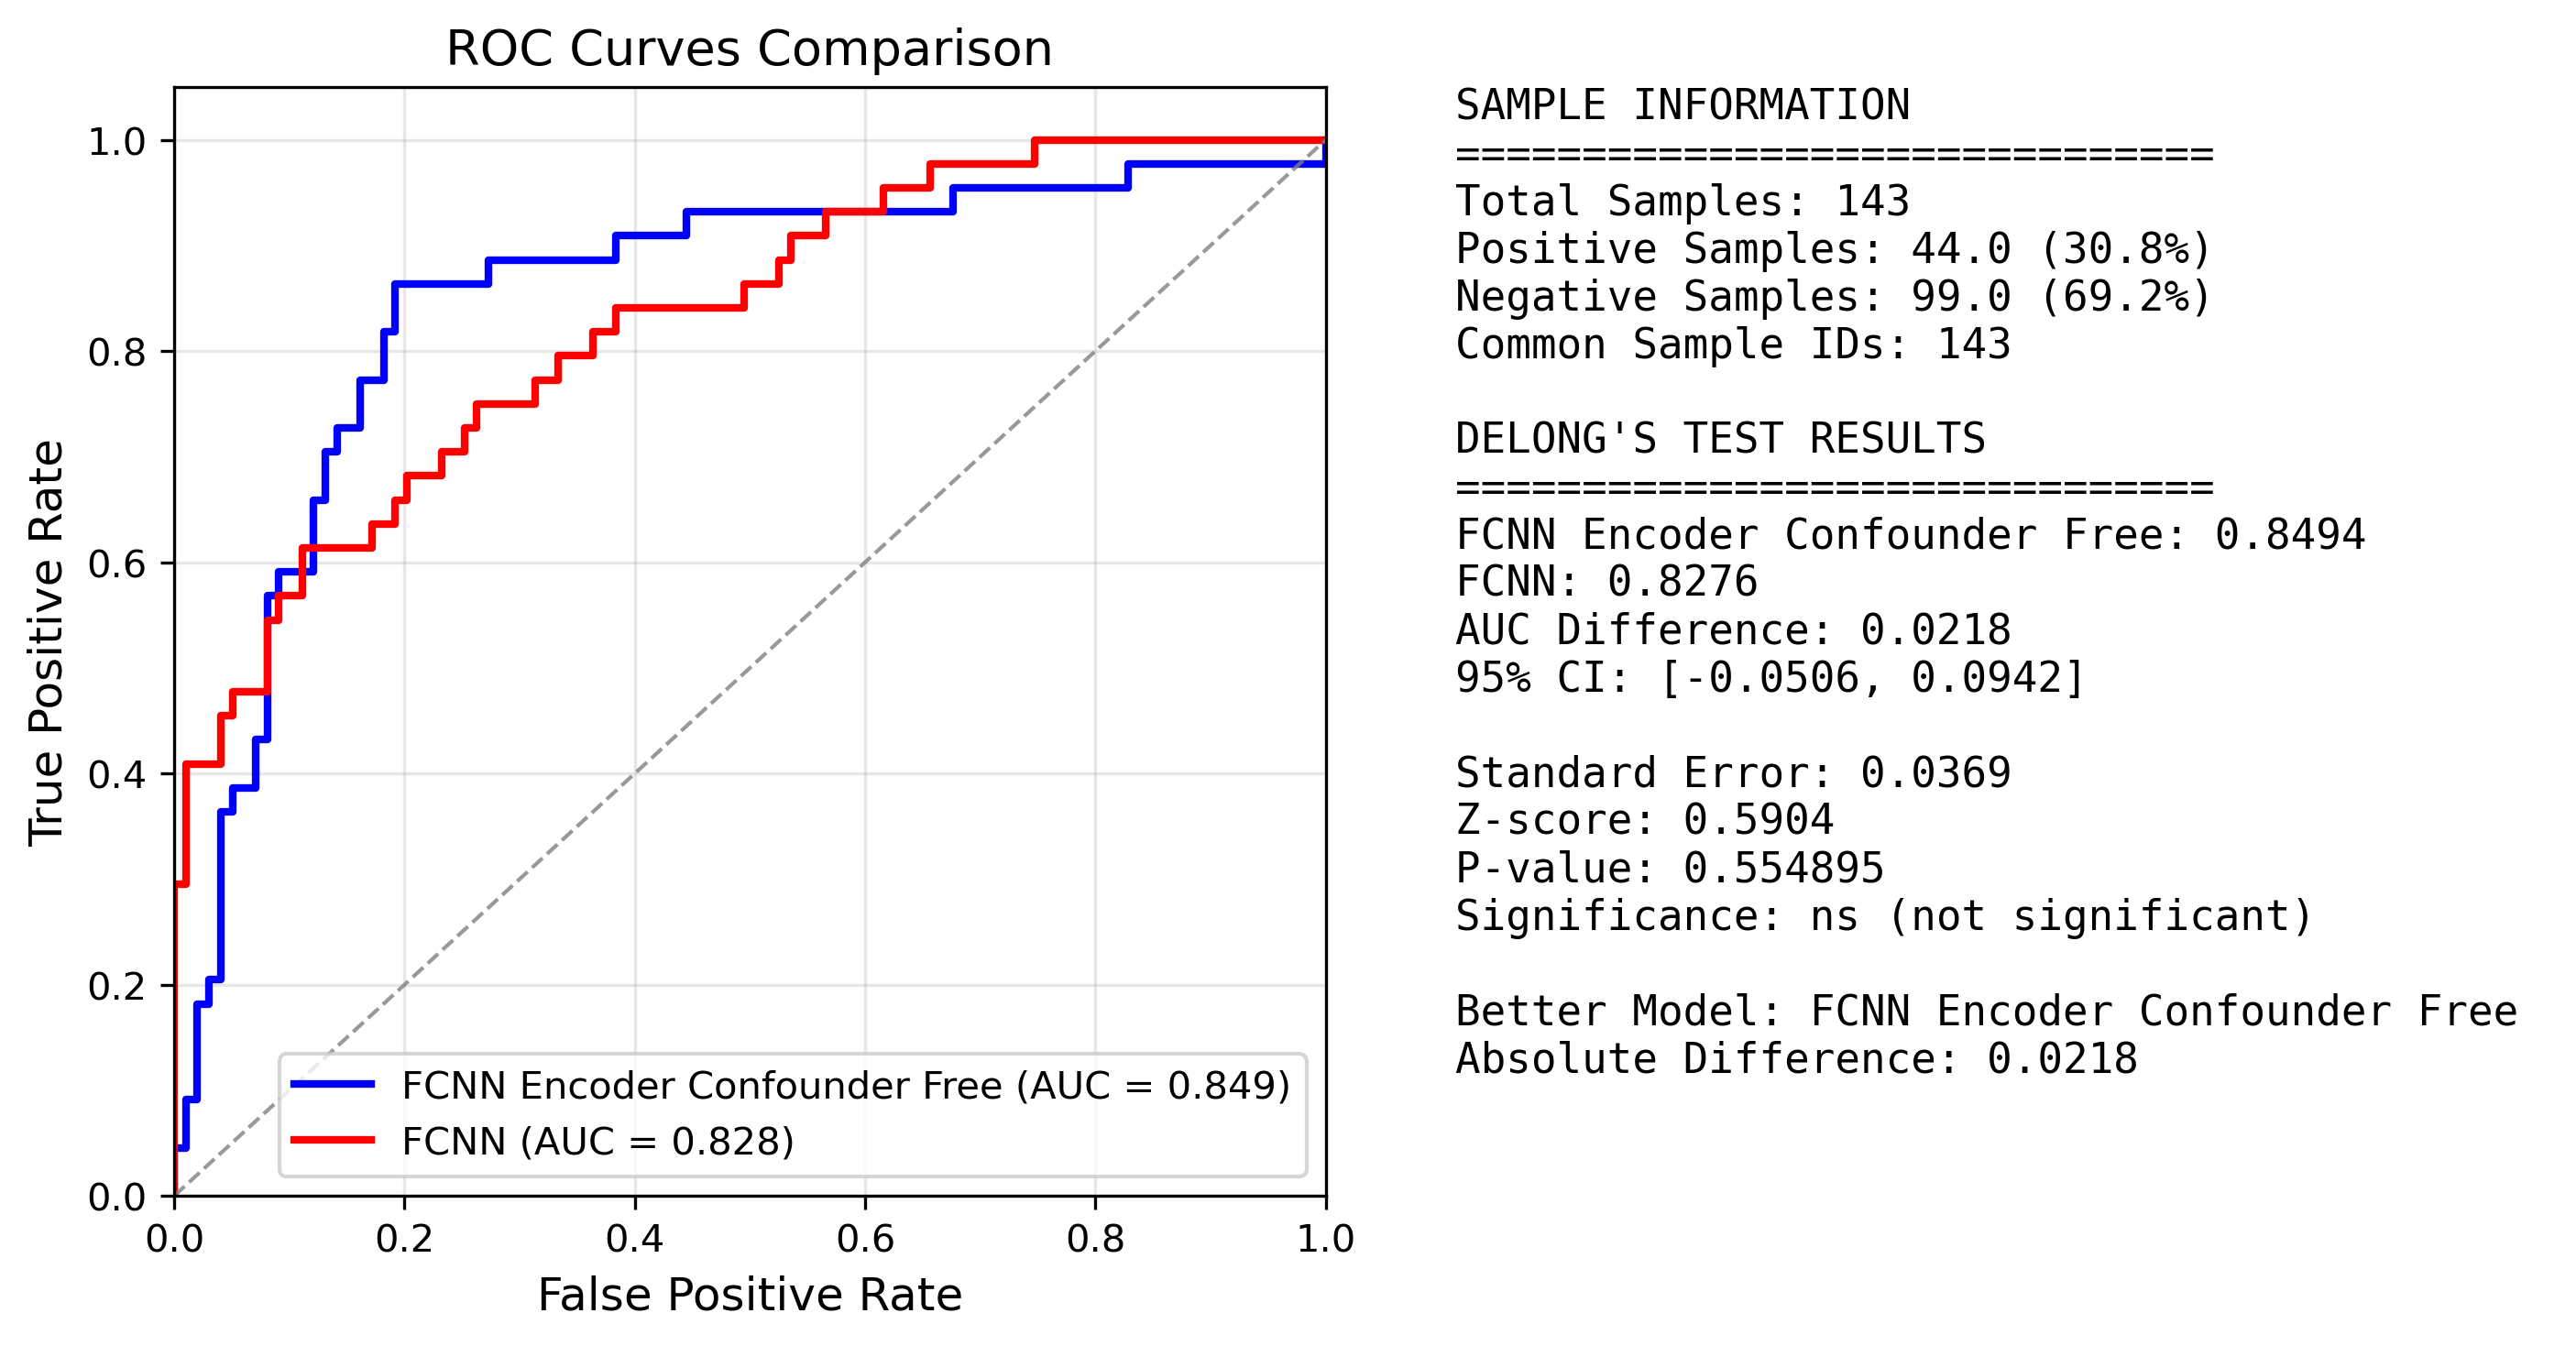 ROC Curves Comparison
1.0
0.8
0.6
0.4
0.2
0.0
True Positive Rate
0.0 0.2 0.4 0.6 0.8 1.0
False Positive Rate
FCNN Encoder Confounder Free (AUC = 0.849)
FCNN (AUC = 0.828)
SAMPLE INFORMATION
==============================
Total Samples: 143
Positive Samples: 44.0 (30.8%)
Negative Samples: 99.0 (69.2%)
Common Sample IDs: 143
DELONG'S TEST RESULTS
==============================
FCNN Encoder Confounder Free: 0.8494
FCNN: 0.8276
AUC Difference: 0.0218
95% CI: [-0.0506, 0.0942]
Standard Error: 0.0369
Z-score: 0.5904
P-value: 0.554895
Significance: ns (not significant)
Better Model: FCNN Encoder Confounder Free
Absolute Difference: 0.0218